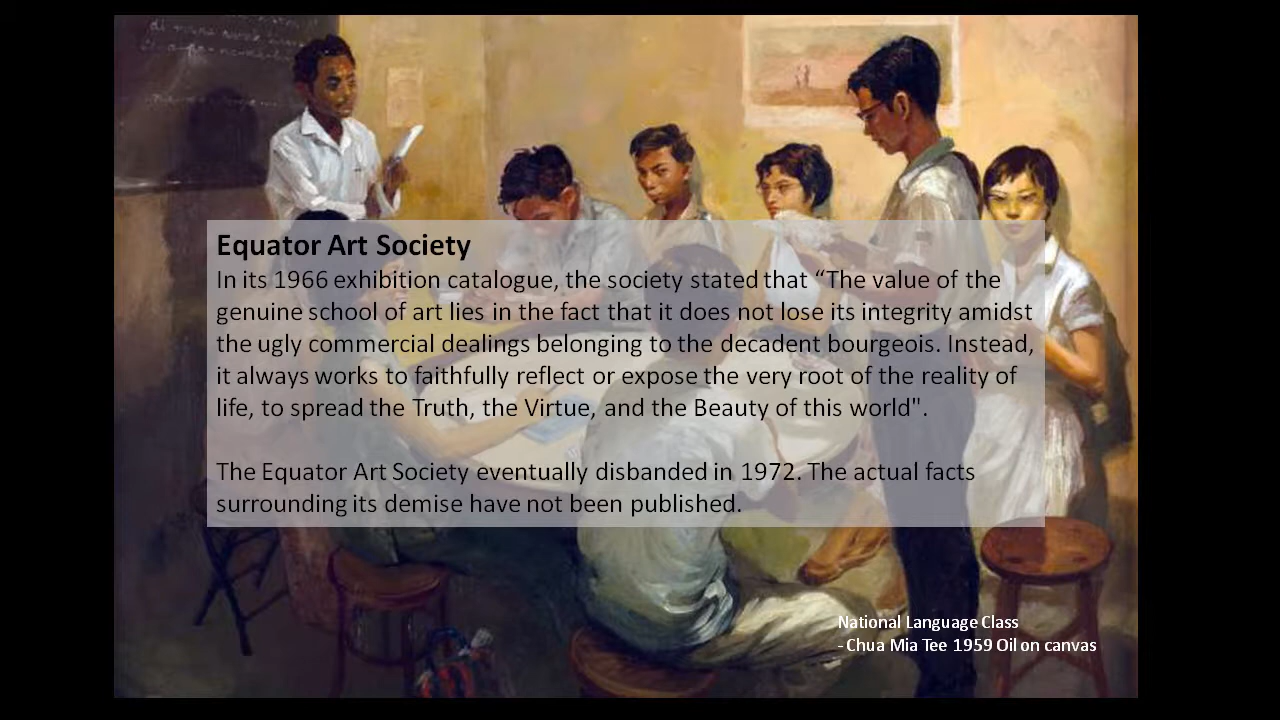 Equator Art Society
In its 1966 exhibition catalogue, the society stated that “The value of the
genuine school of art lies in the fact that it does not lose its integrity amidst
the ugly commercial dealings belonging to the decadent bourgeois. Instead,
it always works to faithfully reflect or expose the very root of the reality of
life, to spread the Truth, the Virtue, and the Beauty of this world".
The Equator Art Society eventually disbanded in 1972. The actual facts
surrounding its demise have not been published.
National Language Class
- Chua Mia Tee 1959 Oil on canvas